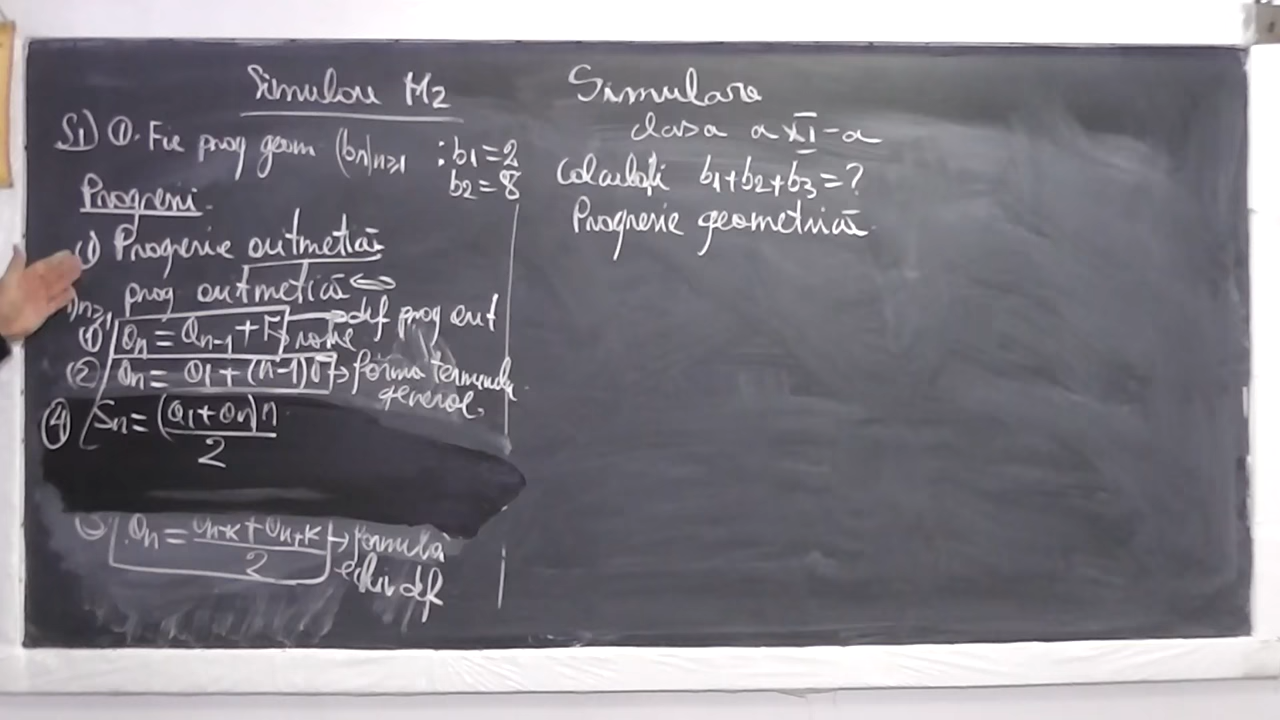 Simulare M2
S1) ①. Fie prog geom (bn)n≥1 : b1=2
b2=8
Progresii.
1) Progresie aritmetică
n≥1 prog aritmetică ⇔
① an = an-1 + r → def prog arit
→ rație
(2) an = a1 + (n-1)r → forma termenului
general.
④ Sn = (a1+an)n
2
an = an-k + an+k → formula
2
echiv def
Simulare
clasa a XI-a
Calculați b1+b2+b3=?
Progresie geometrică